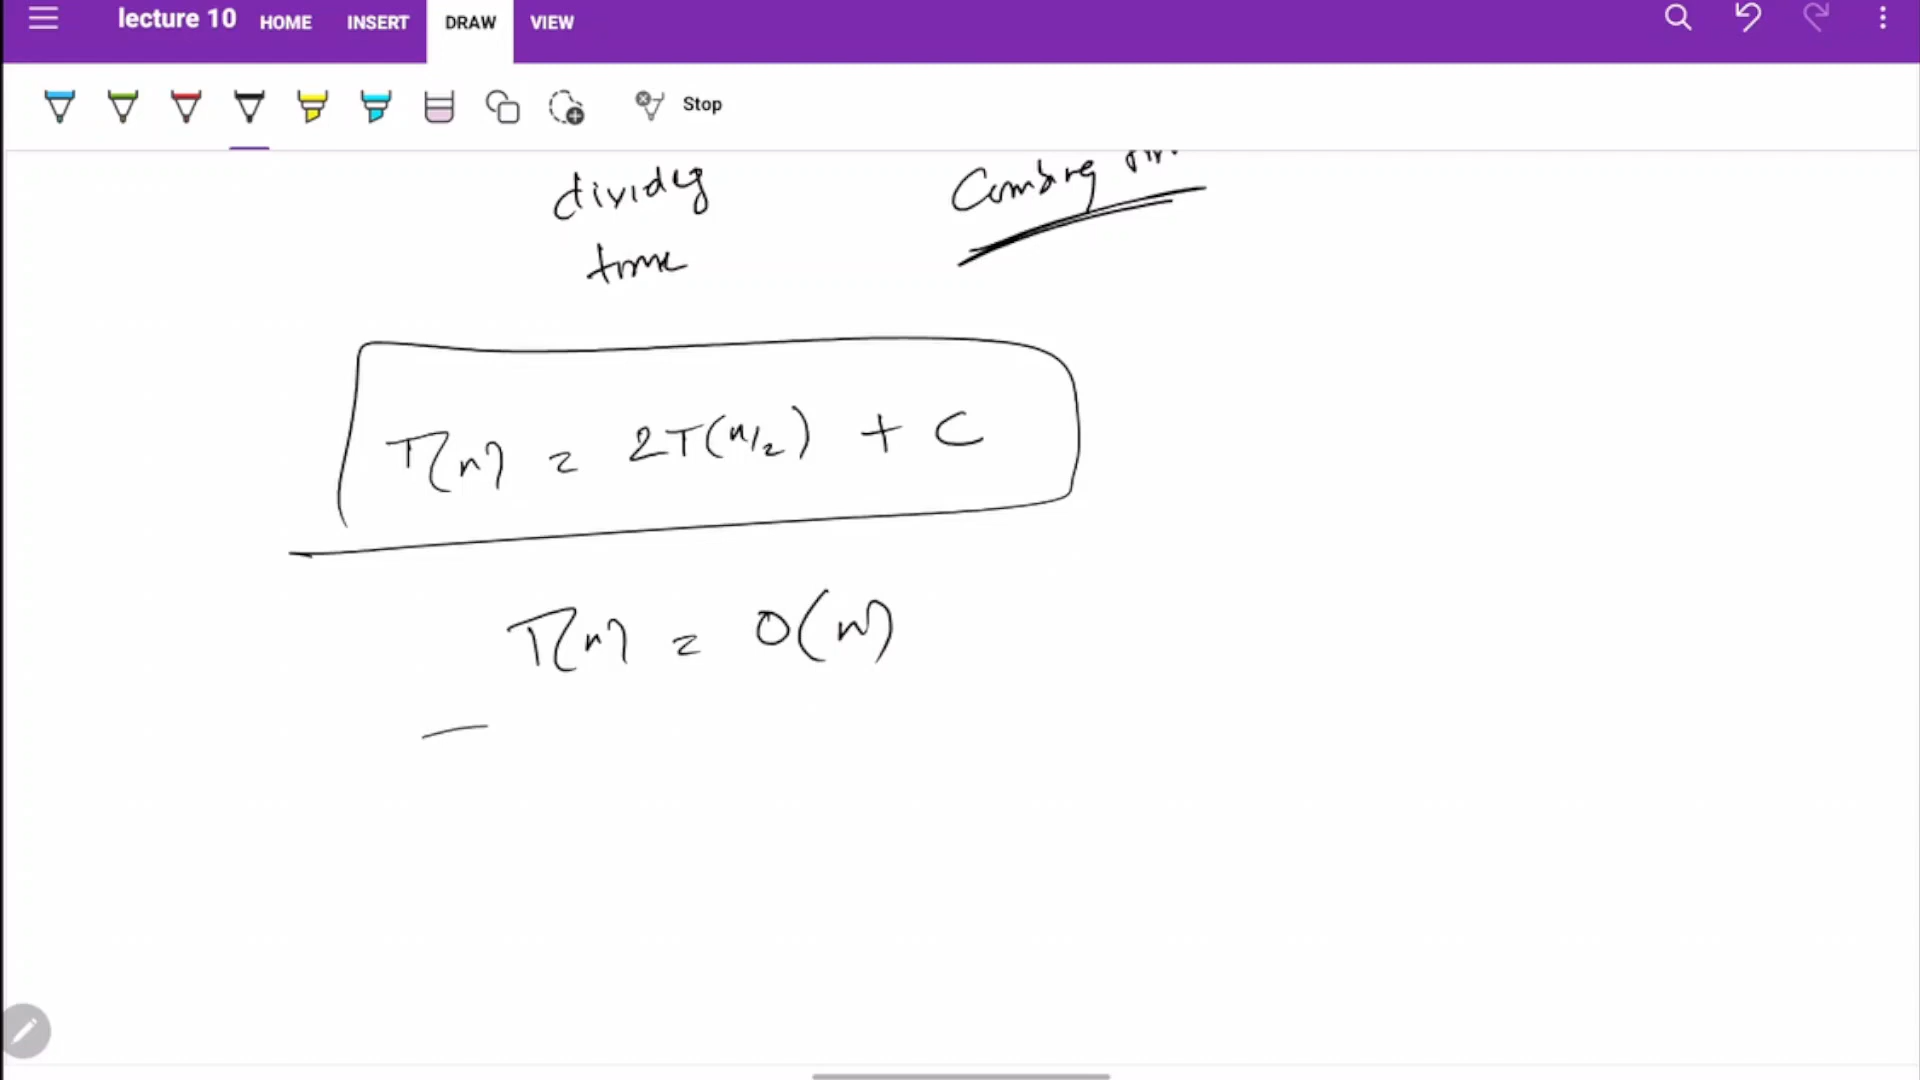 lecture 10 HOME INSERT DRAW VIEW
Stop
dividing
time
Combing
T(n) = 2T(n/2) + C
T(n) = O(n)